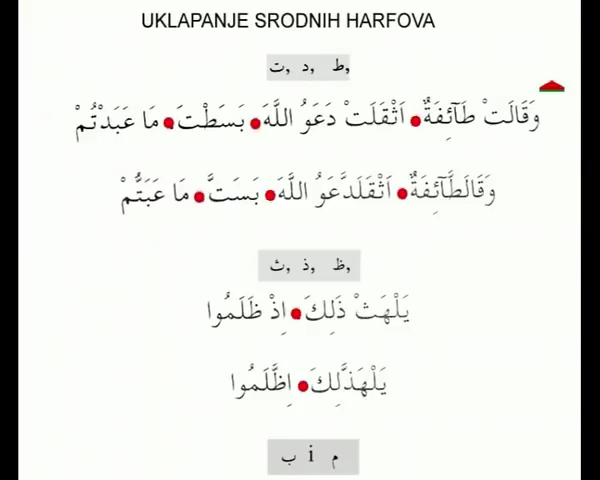 UKLAPANJE SRODNIH HARFOVA
ط, د, ت
وَقَالَتْ طَآئِفَةٌ • اَثْقَلَتْ دَعَوُ اللَّهَ • بَسَطْتَ • مَا عَبَدْتُمْ
وَقَالَطَّآئِفَةٌ • اَثْقَلَدَّعَوُ اللَّهَ • بَسَتَّ • مَا عَبَتُّمْ
ظ, ذ, ث
يَلْهَثْ ذَلِكَ • اِذْ ظَلَمُوا
يَلْهَذَّلِكَ • اِظَّلَمُوا
م i ب